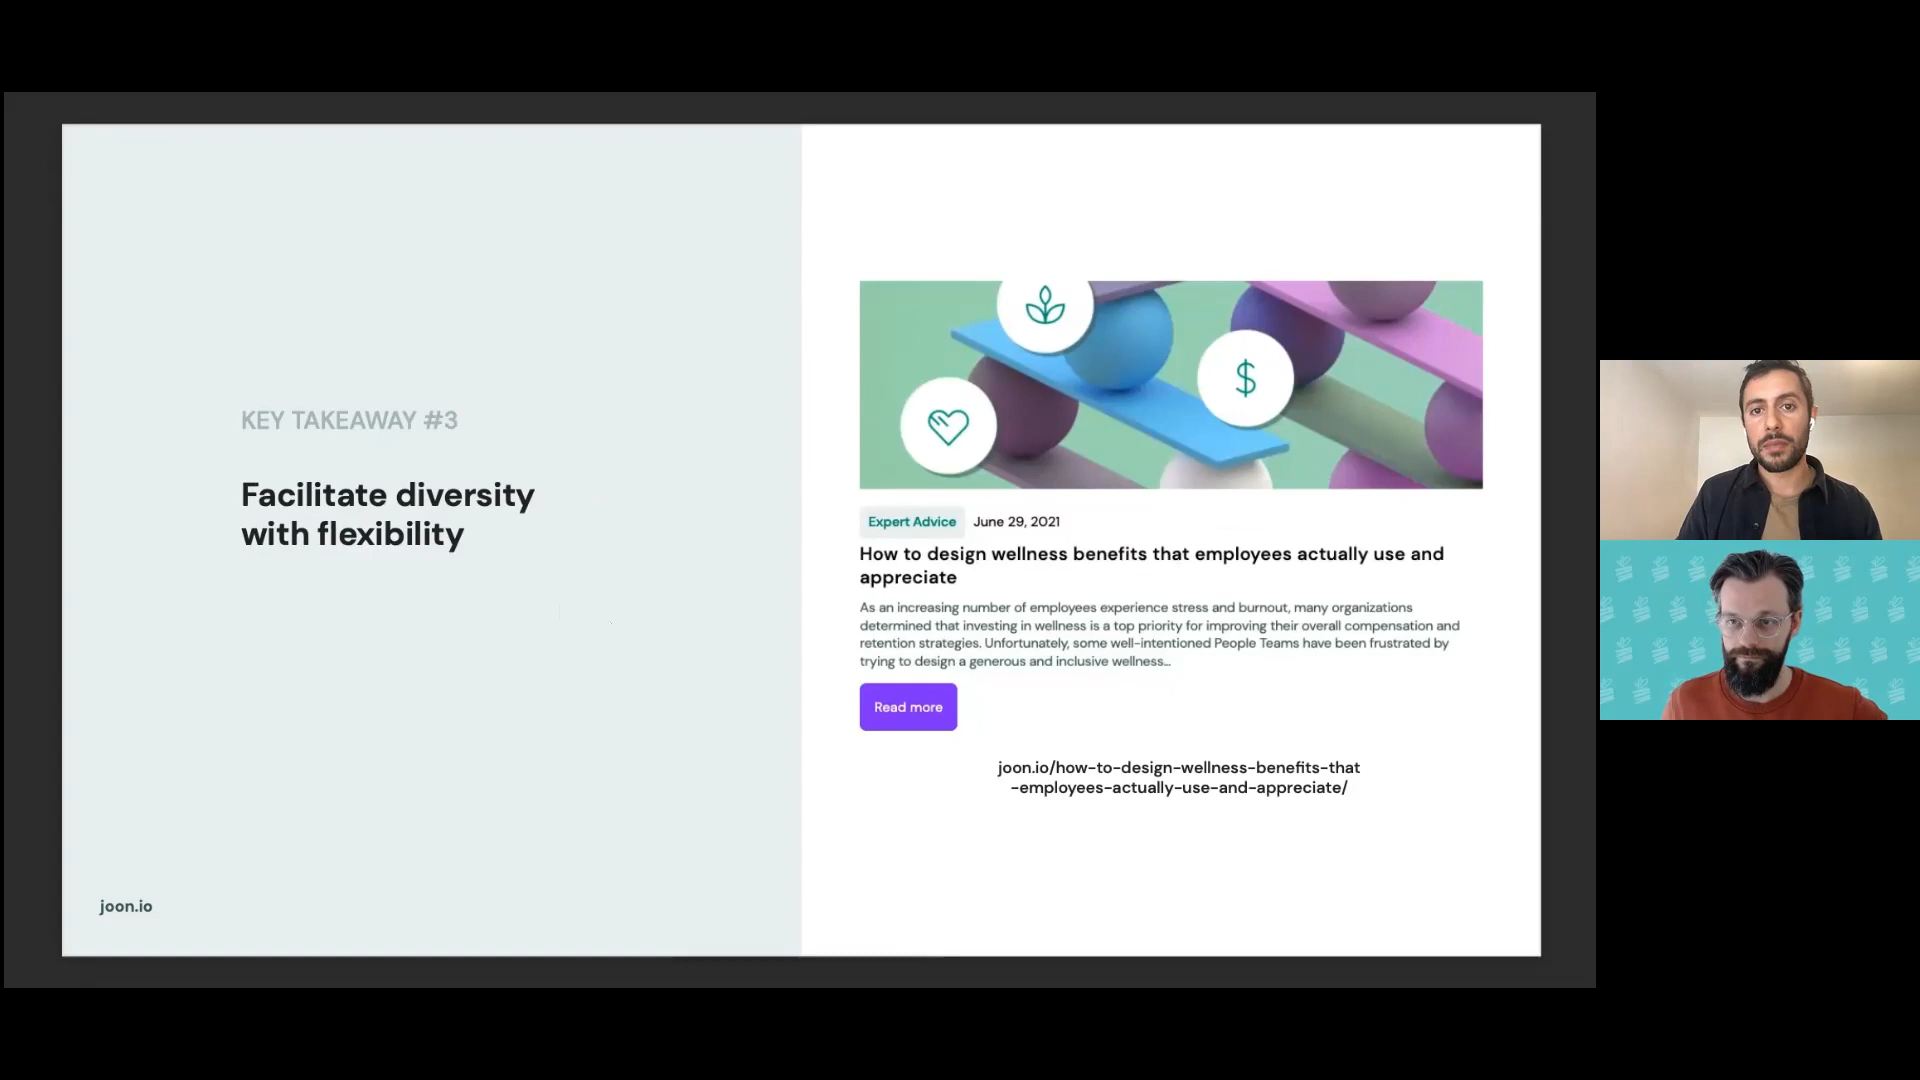 KEY TAKEAWAY #3
Facilitate diversity
with flexibility
joon.io
$
Expert Advice June 29, 2021
How to design wellness benefits that employees actually use and
appreciate
As an increasing number of employees experience stress and burnout, many organizations
determined that investing in wellness is a top priority for improving their overall compensation and
retention strategies. Unfortunately, some well-intentioned People Teams have been frustrated by
trying to design a generous and inclusive wellness...
Read more
joon.io/how-to-design-wellness-benefits-that
-employees-actually-use-and-appreciate/